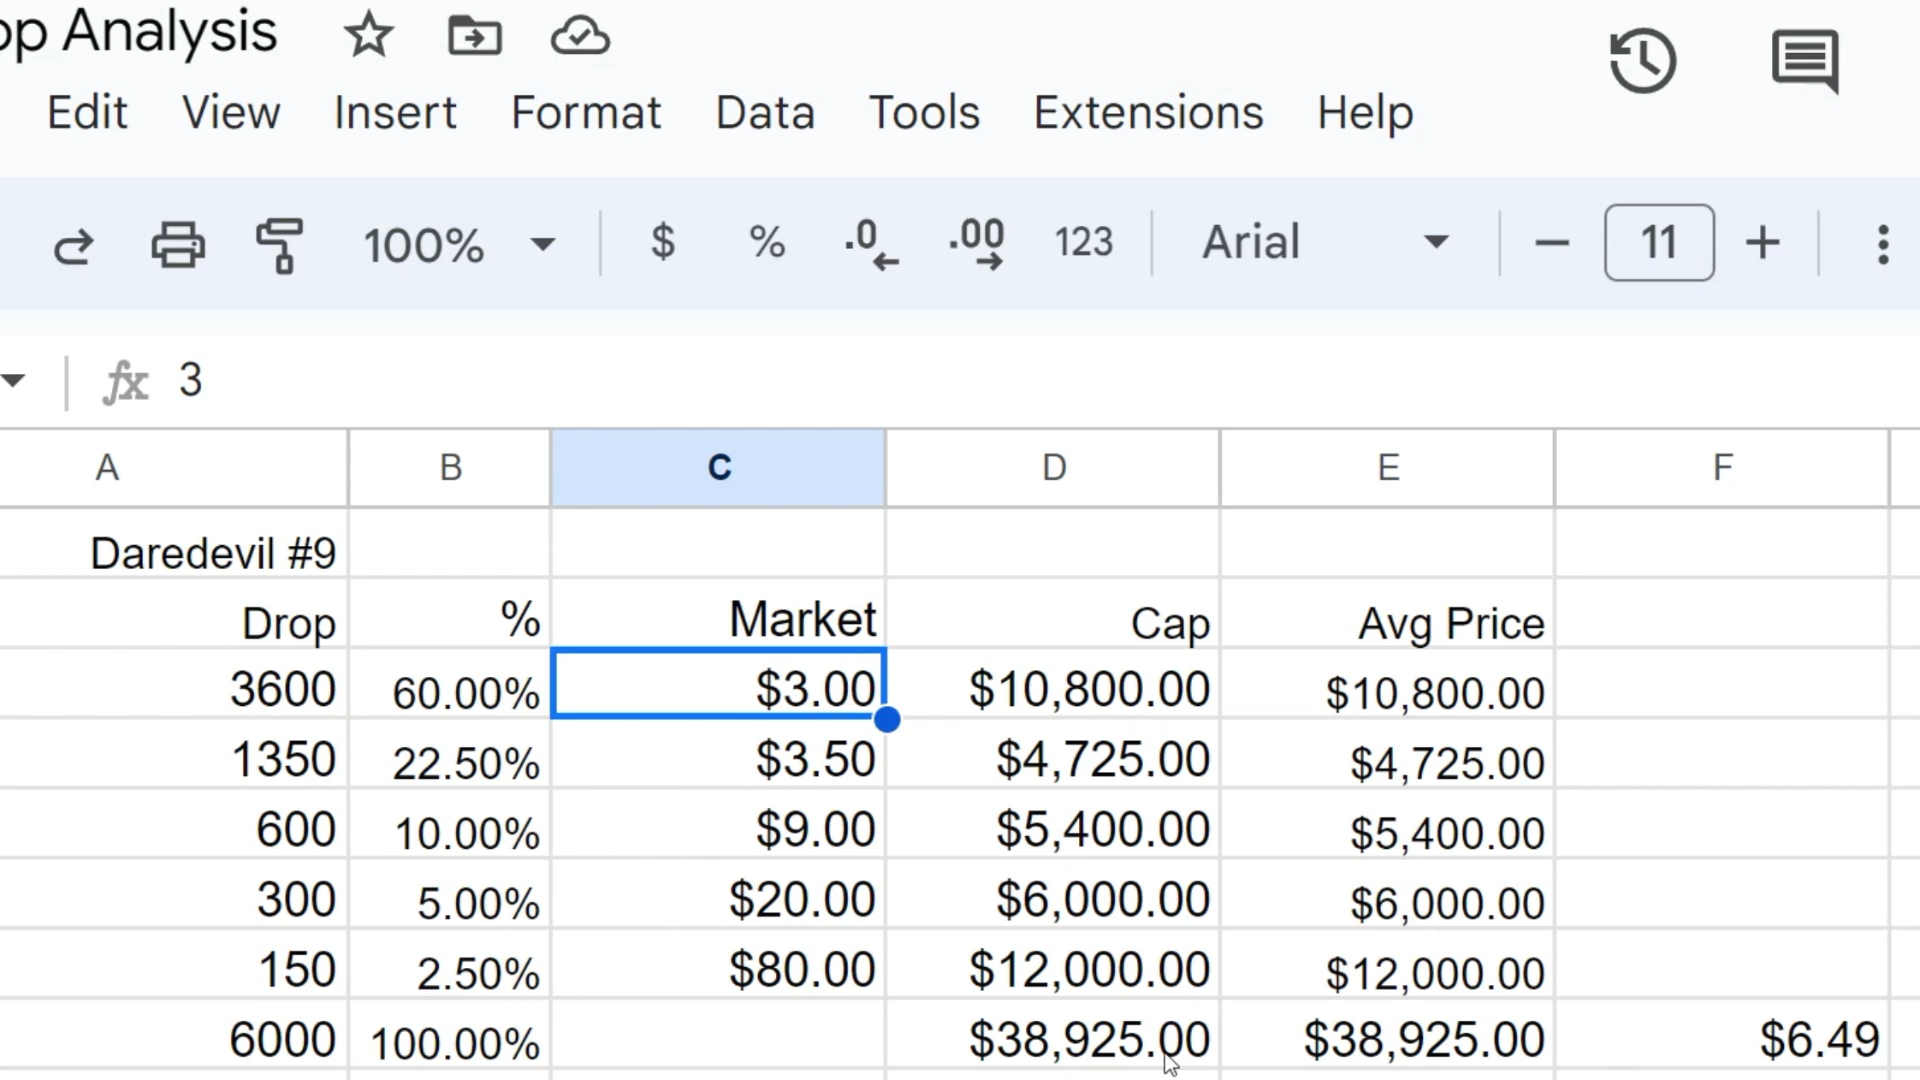 op Analysis
Edit View Insert Format Data Tools Extensions Help
100% $ % .0 .00 123 Arial 11
fx 3
A B C D E F
Daredevil #9
Drop % Market Cap Avg Price
3600 60.00% $3.00 $10,800.00 $10,800.00
1350 22.50% $3.50 $4,725.00 $4,725.00
600 10.00% $9.00 $5,400.00 $5,400.00
300 5.00% $20.00 $6,000.00 $6,000.00
150 2.50% $80.00 $12,000.00 $12,000.00
6000 100.00% $38,925.00 $38,925.00 $6.49